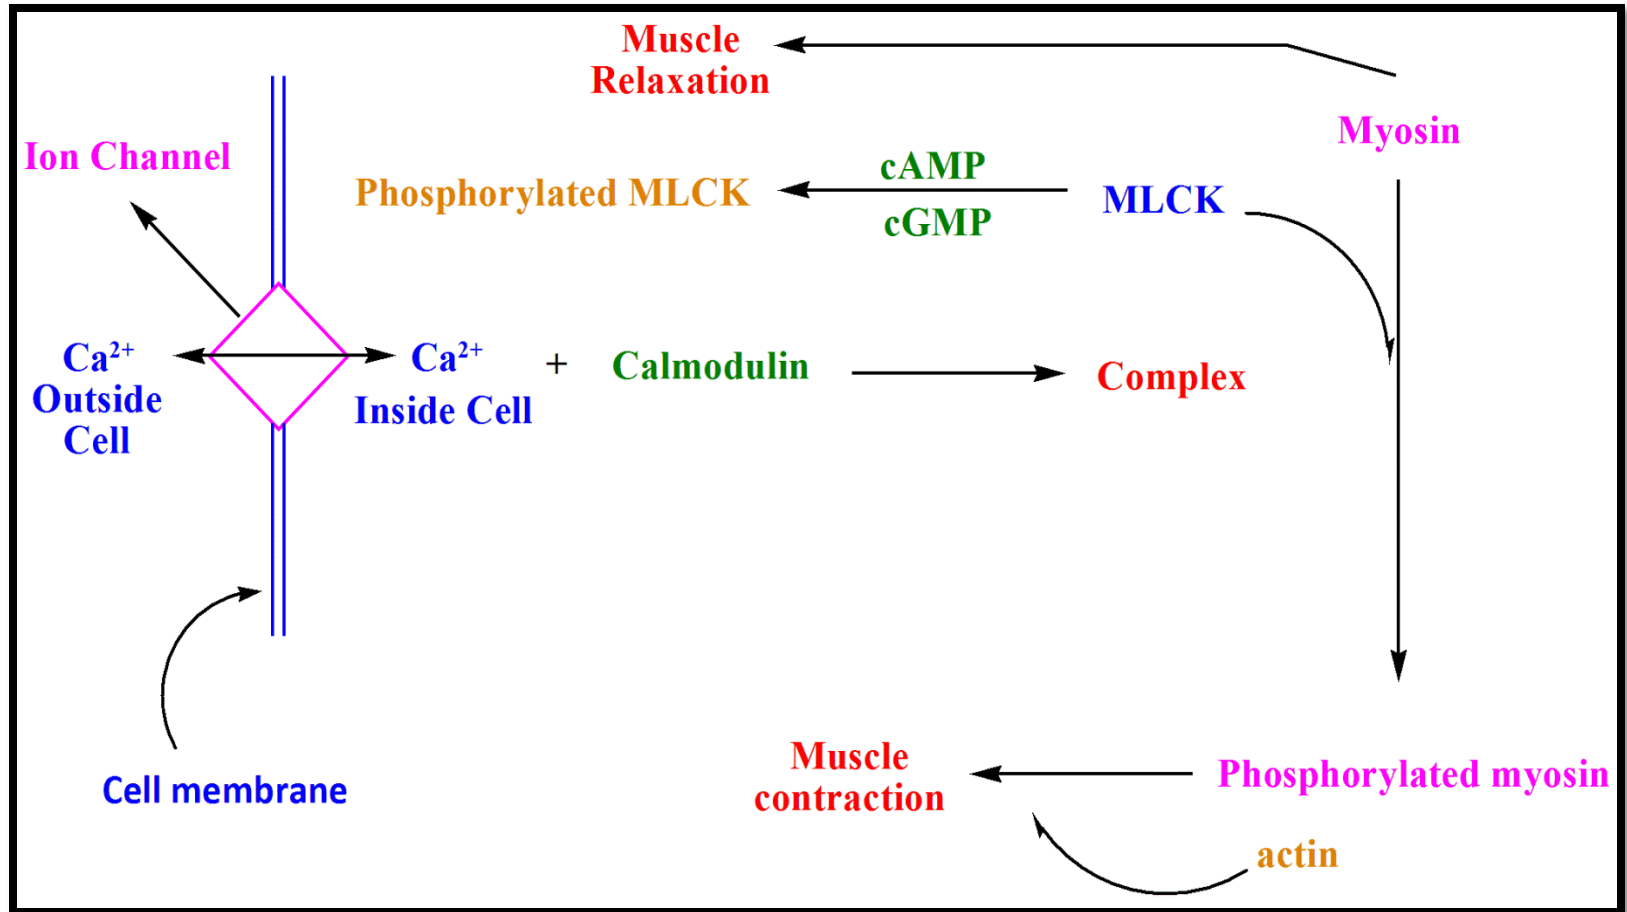 Muscle
Relaxation
Myosin
Ion Channel
cAMP
Phosphorylated MLCK
MLCK
cGMP
Ca²⁺
Outside
Cell
Ca²⁺
Inside Cell
+
Calmodulin
Complex
Cell membrane
Muscle
contraction
Phosphorylated myosin
actin